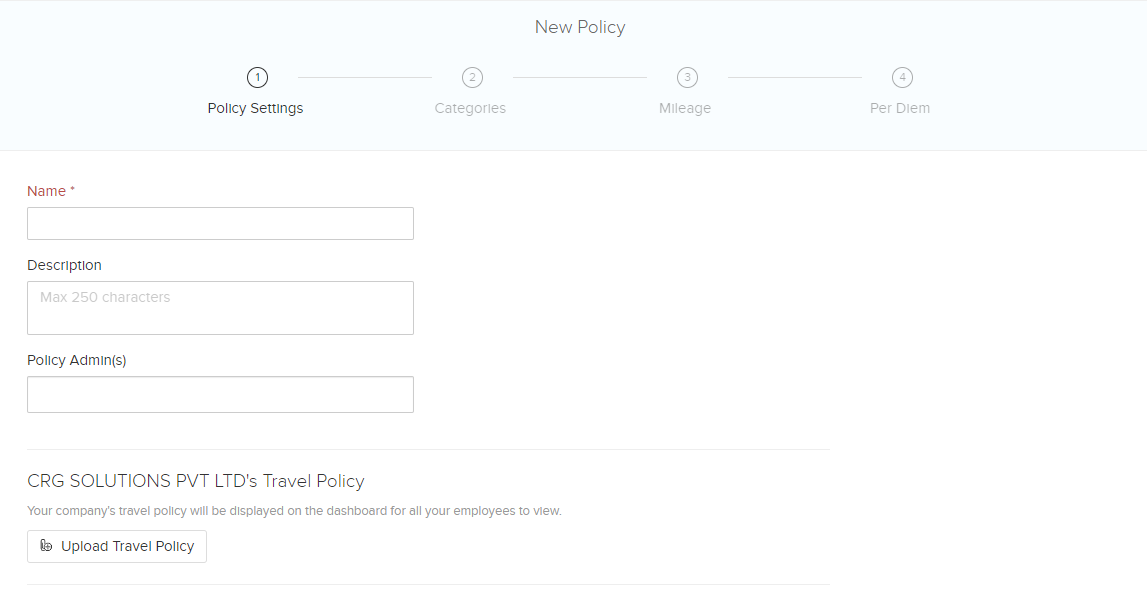 New Policy
1
2
3
4
Policy Settings
Categories
Mileage
Per Diem
Name *
Description
Max 250 characters
Policy Admin(s)
CRG SOLUTIONS PVT LTD's Travel Policy
Your company's travel policy will be displayed on the dashboard for all your employees to view.
Upload Travel Policy